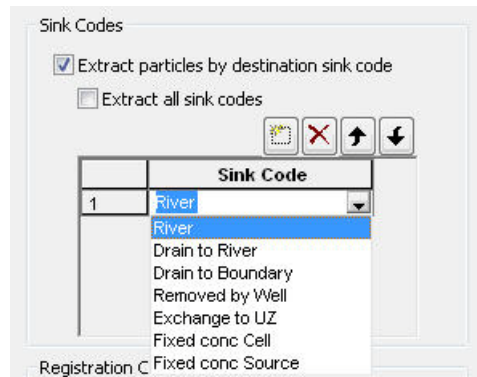 Sink Codes
Extract particles by destination sink code
Extract all sink codes
Sink Code
1 River
River
Drain to River
Drain to Boundary
Removed by Well
Exchange to UZ
Fixed conc Cell
Fixed conc Source
Registration